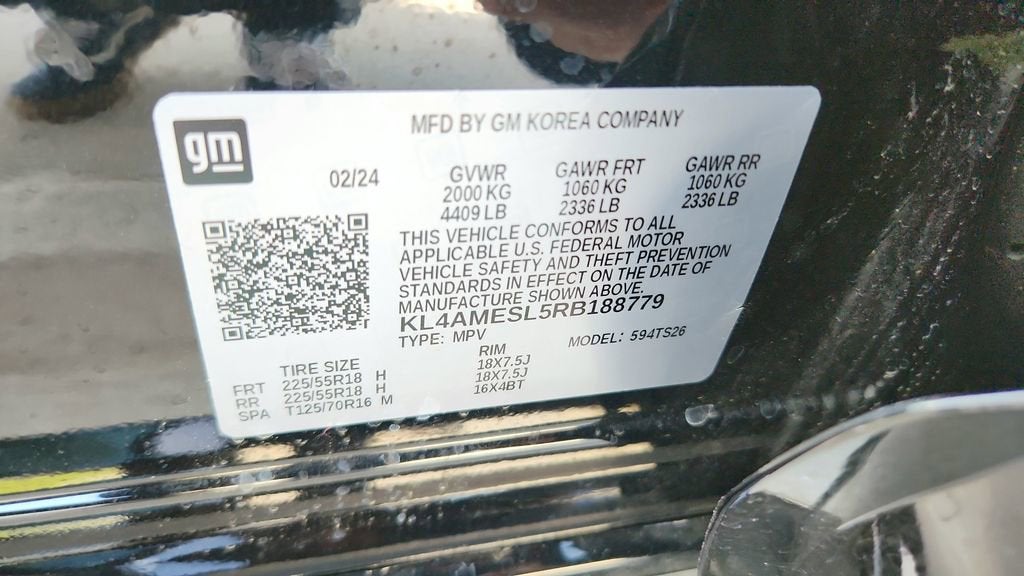 gm
MFD BY GM KOREA COMPANY
02/24
GVWR
2000 KG
4409 LB
GAWR FRT
1060 KG
2336 LB
GAWR RR
1060 KG
2336 LB
THIS VEHICLE CONFORMS TO ALL
APPLICABLE U.S. FEDERAL MOTOR
VEHICLE SAFETY AND THEFT PREVENTION
STANDARDS IN EFFECT ON THE DATE OF
MANUFACTURE SHOWN ABOVE.
KL4AMESL5RB188779
TYPE: MPV MODEL: 594TS26
TIRE SIZE RIM
FRT 225/55R18 H 18X7.5J
RR 225/55R18 H 18X7.5J
SPA T125/70R16 M 16X4BT